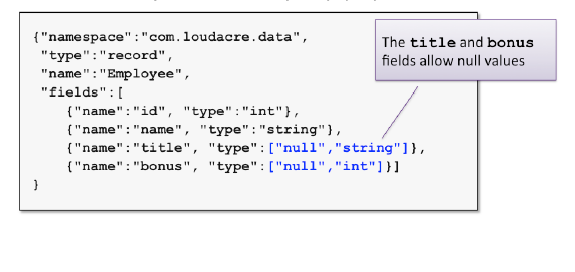 {"namespace":"com.loudacre.data",
"type":"record",
"name":"Employee",
"fields":[
{"name":"id", "type":"int"},
{"name":"name", "type":"string"},
{"name":"title", "type":["null","string"]},
{"name":"bonus", "type":["null","int"]}]
}
The title and bonus
fields allow null values